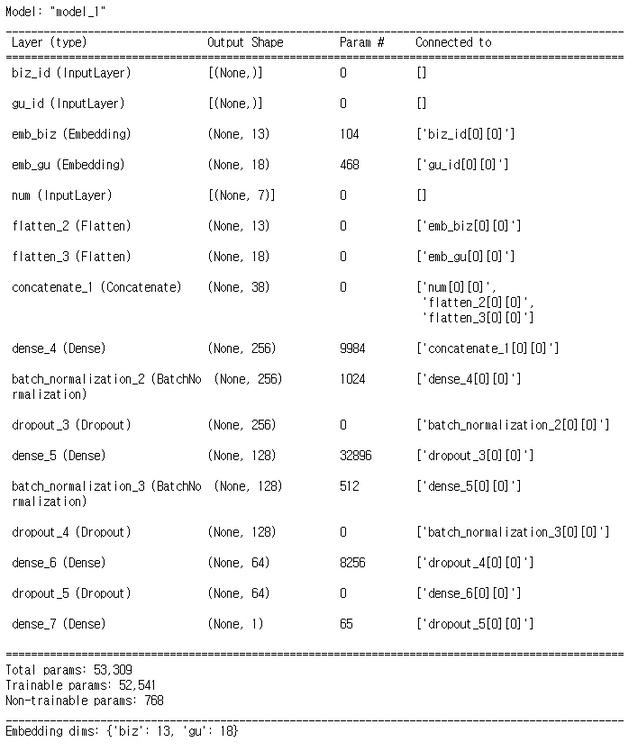 Model: "model_1"
__________________________________________________________________________________________________
Layer (type) Output Shape Param # Connected to
==================================================================================================
biz_id (InputLayer) [(None,)] 0 []
gu_id (InputLayer) [(None,)] 0 []
emb_biz (Embedding) (None, 13) 104 ['biz_id[0][0]']
emb_gu (Embedding) (None, 18) 468 ['gu_id[0][0]']
num (InputLayer) [(None, 7)] 0 []
flatten_2 (Flatten) (None, 13) 0 ['emb_biz[0][0]']
flatten_3 (Flatten) (None, 18) 0 ['emb_gu[0][0]']
concatenate_1 (Concatenate) (None, 38) 0 ['num[0][0]',
'flatten_2[0][0]',
'flatten_3[0][0]']
dense_4 (Dense) (None, 256) 9984 ['concatenate_1[0][0]']
batch_normalization_2 (BatchNo (None, 256) 1024 ['dense_4[0][0]']
rmalization)
dropout_3 (Dropout) (None, 256) 0 ['batch_normalization_2[0][0]']
dense_5 (Dense) (None, 128) 32896 ['dropout_3[0][0]']
batch_normalization_3 (BatchNo (None, 128) 512 ['dense_5[0][0]']
rmalization)
dropout_4 (Dropout) (None, 128) 0 ['batch_normalization_3[0][0]']
dense_6 (Dense) (None, 64) 8256 ['dropout_4[0][0]']
dropout_5 (Dropout) (None, 64) 0 ['dense_6[0][0]']
dense_7 (Dense) (None, 1) 65 ['dropout_5[0][0]']
==================================================================================================
Total params: 53,309
Trainable params: 52,541
Non-trainable params: 768
__________________________________________________________________________________________________
Embedding dims: {'biz': 13, 'gu': 18}